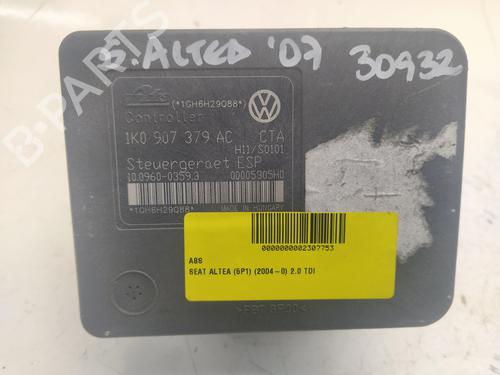 S. ALTEA '07 30932
Ate (*1GH6H29Q88*)
Controller
1K0 907 379 AC CTA
H11/S0101
Steuergeraet ESP
10.0960-0359.3 00005305H0
*1GH6H29Q88* MADE IN HUNGARY
0000000002307753
ABS
SEAT ALTEA (5P1) (2004-0) 2.0 TDI
B-PARTS